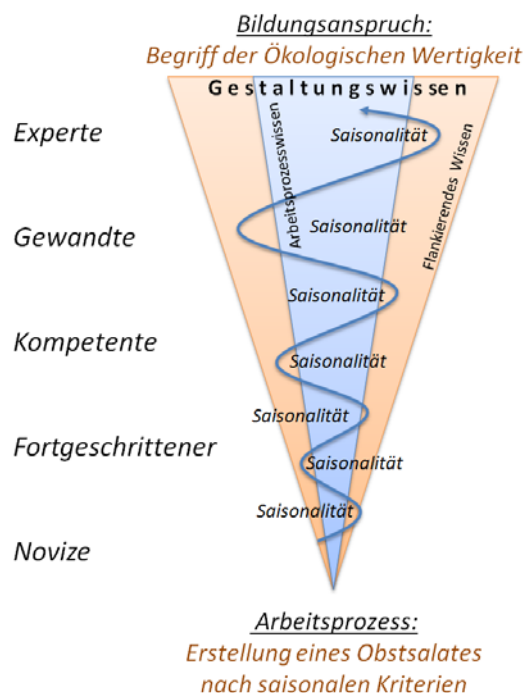 Bildungsanspruch:
Begriff der Ökologischen Wertigkeit
Gestaltungswissen
Experte
Saisonalität
Arbeitsprozesswissen
Flankierendes Wissen
Gewandte
Saisonalität
Saisonalität
Kompetente
Saisonalität
Saisonalität
Fortgeschrittener
Saisonalität
Saisonalität
Novize
Arbeitsprozess:
Erstellung eines Obstsalates
nach saisonalen Kriterien